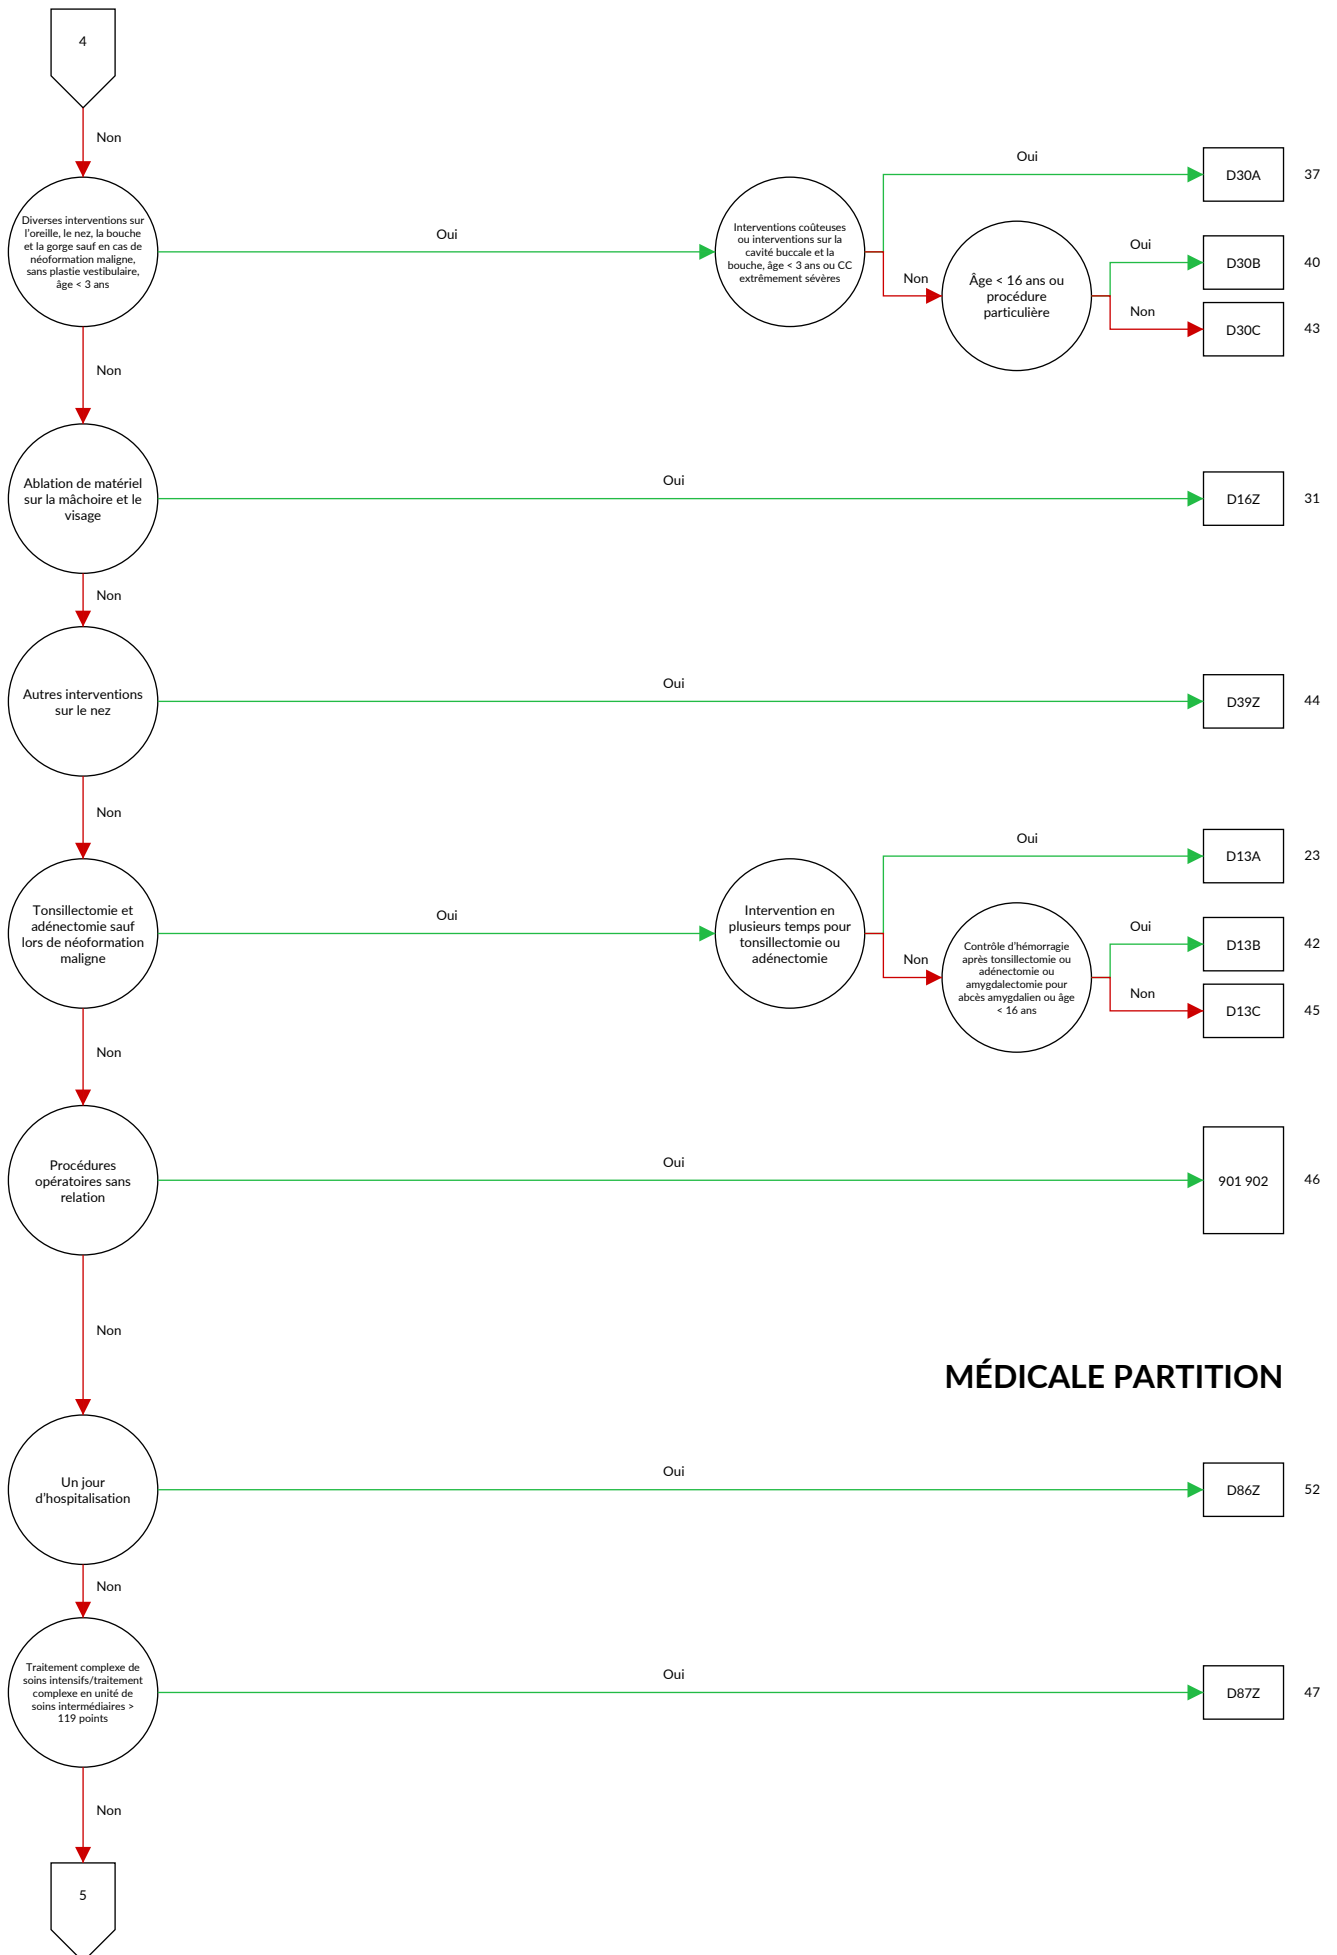 4
Non
Diverses interventions sur
l'oreille, le nez, la bouche
et la gorge sauf en cas de
néoformation maligne,
sans plastie vestibulaire,
âge < 3 ans
Oui
Interventions coûteuses
ou interventions sur la
cavité buccale et la
bouche, âge < 3 ans ou CC
extrêmement sévères
Oui
D30A 37
Non
Âge < 16 ans ou
procédure
particulière
Oui
D30B 40
Non
D30C 43
Non
Ablation de matériel
sur la mâchoire et le
visage
Oui
D16Z 31
Non
Autres interventions
sur le nez
Oui
D39Z 44
Non
Tonsillectomie et
adénectomie sauf
lors de néoformation
maligne
Oui
Intervention en
plusieurs temps pour
tonsillectomie ou
adénectomie
Oui
D13A 23
Non
Contrôle d'hémorragie
après tonsillectomie ou
adénectomie ou
amygdalectomie pour
abcès amygdalien ou âge
< 16 ans
Oui
D13B 42
Non
D13C 45
Non
Procédures
opératoires sans
relation
Oui
901 902 46
Non
MÉDICALE PARTITION
Un jour
d'hospitalisation
Oui
D86Z 52
Non
Traitement complexe de
soins intensifs/traitement
complexe en unité de
soins intermédiaires >
119 points
Oui
D87Z 47
Non
5